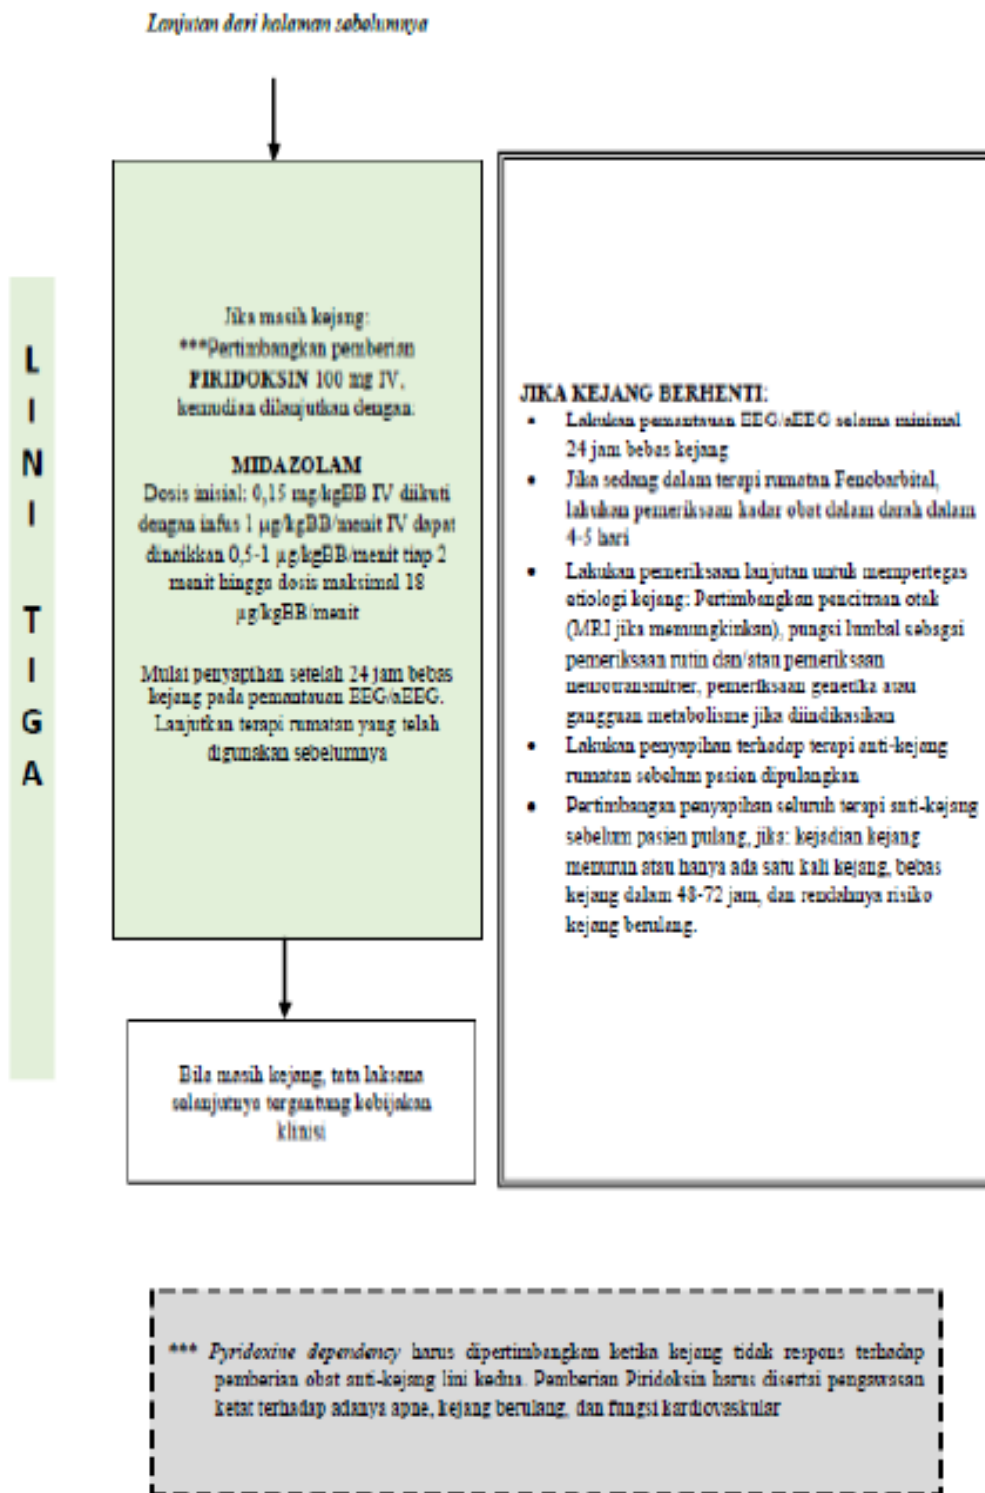 Lanjutan dari halaman sebelumnya
L
I
N
I
T
I
G
A
Jika masih kejang:
***Pertimbangkan pemberian
PIRIDOKSIN 100 mg IV,
kemudian dilanjutkan dengan:
MIDAZOLAM
Dosis inisial: 0,15 mg/kgBB IV diikuti
dengan infus 1 µg/kgBB/menit IV dapat
dinaikkan 0,5-1 µg/kgBB/menit tiap 2
menit hingga dosis maksimal 18
µg/kgBB/menit
Mulai penyapihan setelah 24 jam bebas
kejang pada pemantauan EEG/aEEG.
Lanjutkan terapi rumatan yang telah
digunakan sebelumnya
Bila masih kejang, tata laksana
selanjutnya tergantung kebijakan
klinisi
JIKA KEJANG BERHENTI:
• Lakukan pemantauan EEG/aEEG selama minimal
24 jam bebas kejang
• Jika sedang dalam terapi rumatan Fenobarbital,
lakukan pemeriksaan kadar obat dalam darah dalam
4-5 hari
• Lakukan pemeriksaan lanjutan untuk mempertegas
etiologi kejang: Pertimbangkan pencitraan otak
(MRI jika memungkinkan), pungsi lumbal sebagai
pemeriksaan rutin dan/atau pemeriksaan
neurotransmitter, pemeriksaan genetika atau
gangguan metabolisme jika diindikasikan
• Lakukan penyapihan terhadap terapi anti-kejang
rumatan sebelum pasien dipulangkan
• Pertimbangan penyapihan seluruh terapi anti-kejang
sebelum pasien pulang, jika: kejadian kejang
menurun atau hanya ada satu kali kejang, bebas
kejang dalam 48-72 jam, dan rendahnya risiko
kejang berulang.
*** Pyridoxine dependency harus dipertimbangkan ketika kejang tidak respons terhadap
pemberian obat anti-kejang lini kedua. Pemberian Piridoksin harus disertai pengawasan
ketat terhadap adanya apne, kejang berulang, dan fungsi kardiovaskular